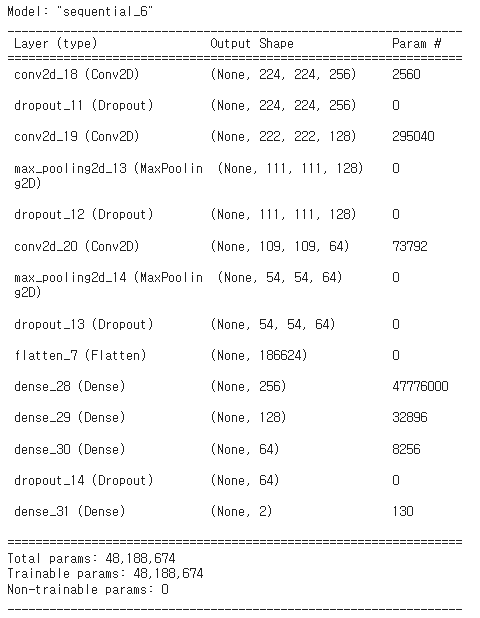 Model: "sequential_6"
_________________________________________________________________
Layer (type) Output Shape Param #
=================================================================
conv2d_18 (Conv2D) (None, 224, 224, 256) 2560
dropout_11 (Dropout) (None, 224, 224, 256) 0
conv2d_19 (Conv2D) (None, 222, 222, 128) 295040
max_pooling2d_13 (MaxPoolin (None, 111, 111, 128) 0
g2D)
dropout_12 (Dropout) (None, 111, 111, 128) 0
conv2d_20 (Conv2D) (None, 109, 109, 64) 73792
max_pooling2d_14 (MaxPoolin (None, 54, 54, 64) 0
g2D)
dropout_13 (Dropout) (None, 54, 54, 64) 0
flatten_7 (Flatten) (None, 186624) 0
dense_28 (Dense) (None, 256) 47776000
dense_29 (Dense) (None, 128) 32896
dense_30 (Dense) (None, 64) 8256
dropout_14 (Dropout) (None, 64) 0
dense_31 (Dense) (None, 2) 130
=================================================================
Total params: 48,188,674
Trainable params: 48,188,674
Non-trainable params: 0
_________________________________________________________________